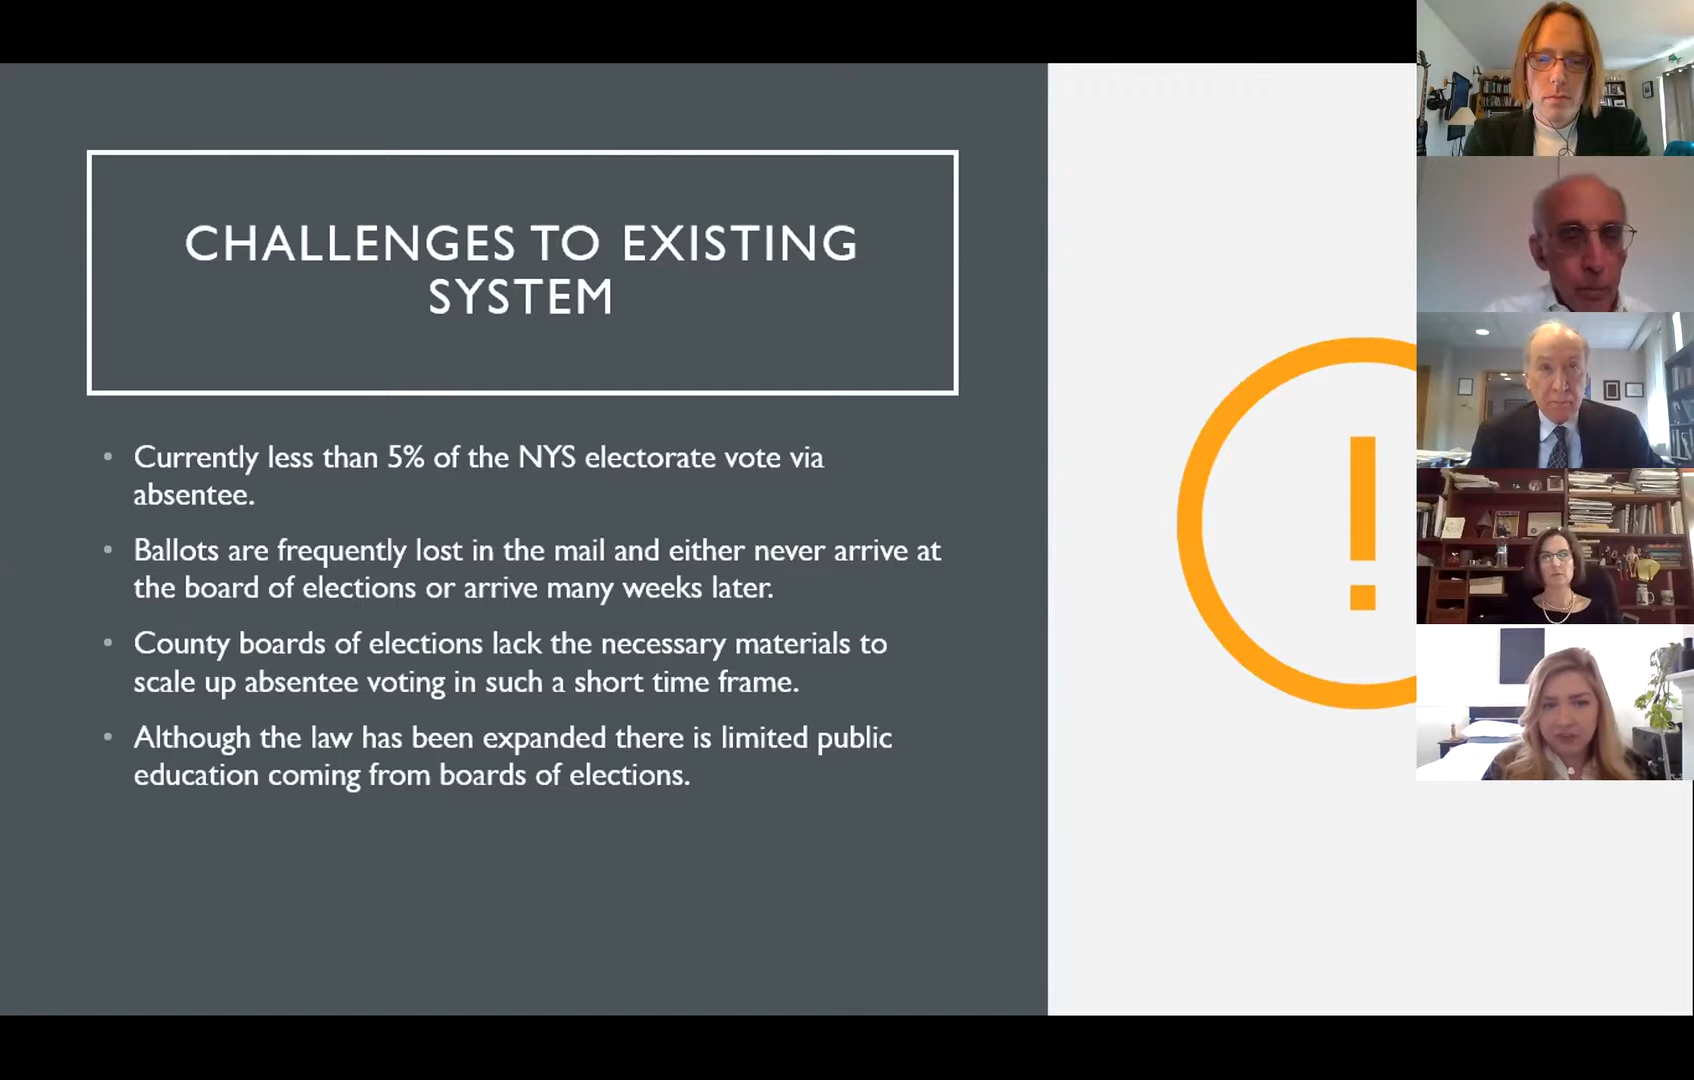 CHALLENGES TO EXISTING
SYSTEM
• Currently less than 5% of the NYS electorate vote via
absentee.
• Ballots are frequently lost in the mail and either never arrive at
the board of elections or arrive many weeks later.
• County boards of elections lack the necessary materials to
scale up absentee voting in such a short time frame.
• Although the law has been expanded there is limited public
education coming from boards of elections.
!